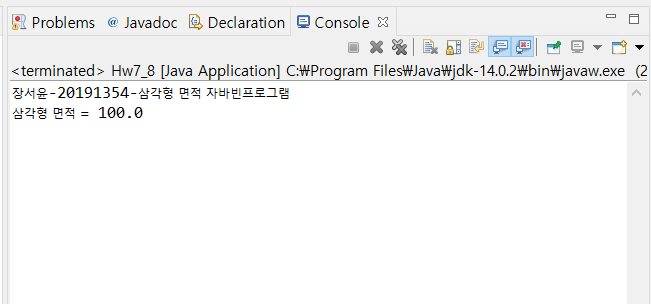 Problems @ Javadoc Declaration Console
<terminated> Hw7_8 [Java Application] C:₩Program Files₩Java₩jdk-14.0.2₩bin₩javaw.exe (2
장서윤-20191354-삼각형 면적 자바빈프로그램
삼각형 면적 = 100.0